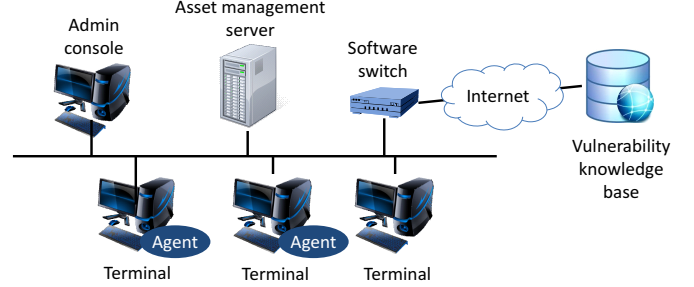 Asset management
server
Admin
console
Software
switch
Internet
Vulnerability
knowledge
base
Agent
Agent
Terminal
Terminal
Terminal